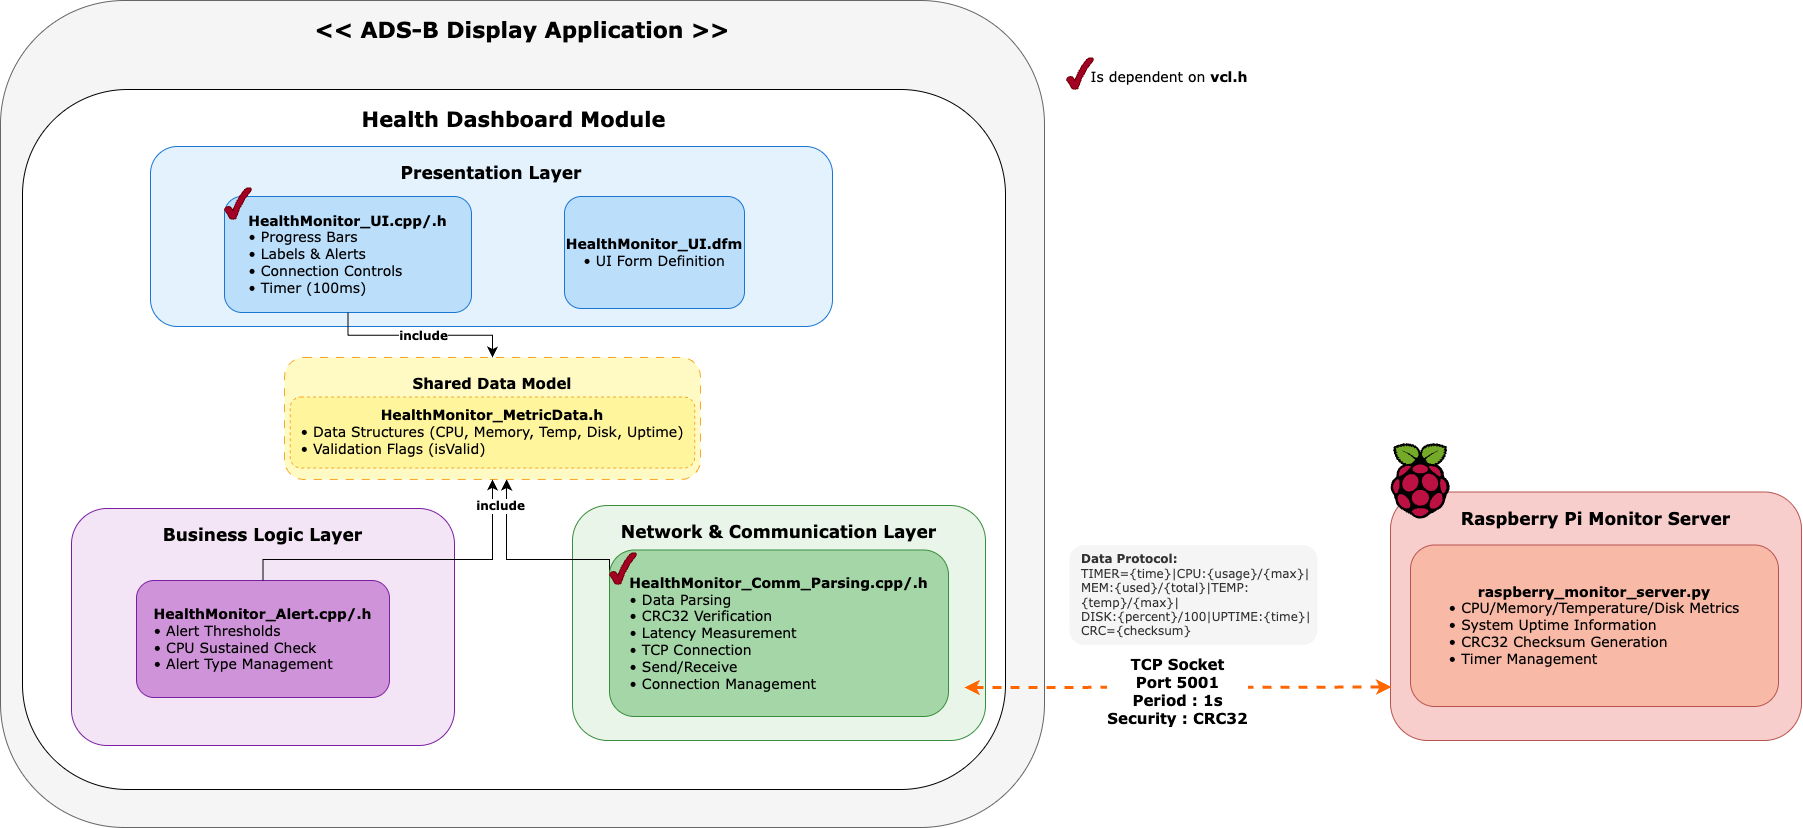 << ADS-B Display Application >>
Is dependent on vcl.h
Health Dashboard Module
Presentation Layer
HealthMonitor_UI.cpp/.h
• Progress Bars
• Labels & Alerts
• Connection Controls
• Timer (100ms)
HealthMonitor_UI.dfm
• UI Form Definition
include
Shared Data Model
HealthMonitor_MetricData.h
• Data Structures (CPU, Memory, Temp, Disk, Uptime)
• Validation Flags (isValid)
include
Business Logic Layer
HealthMonitor_Alert.cpp/.h
• Alert Thresholds
• CPU Sustained Check
• Alert Type Management
Network & Communication Layer
HealthMonitor_Comm_Parsing.cpp/.h
• Data Parsing
• CRC32 Verification
• Latency Measurement
• TCP Connection
• Send/Receive
• Connection Management
Data Protocol:
TIMER={time}|CPU:{usage}/{max}|
MEM:{used}/{total}|TEMP:
{temp}/{max}|
DISK:{percent}/100|UPTIME:{time}|
CRC={checksum}
TCP Socket
Port 5001
Period : 1s
Security : CRC32
Raspberry Pi Monitor Server
raspberry_monitor_server.py
• CPU/Memory/Temperature/Disk Metrics
• System Uptime Information
• CRC32 Checksum Generation
• Timer Management